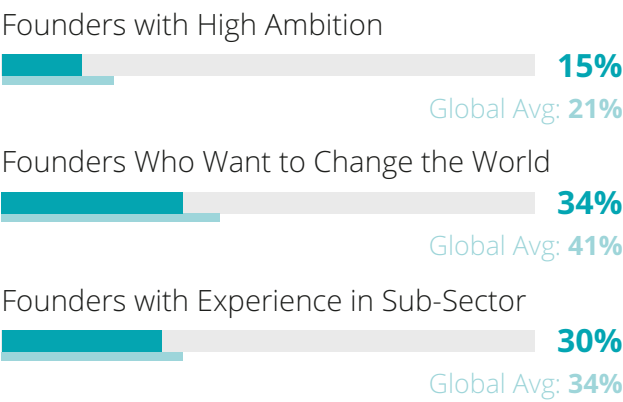 Founders with High Ambition
15%
Global Avg: 21%
Founders Who Want to Change the World
34%
Global Avg: 41%
Founders with Experience in Sub-Sector
30%
Global Avg: 34%